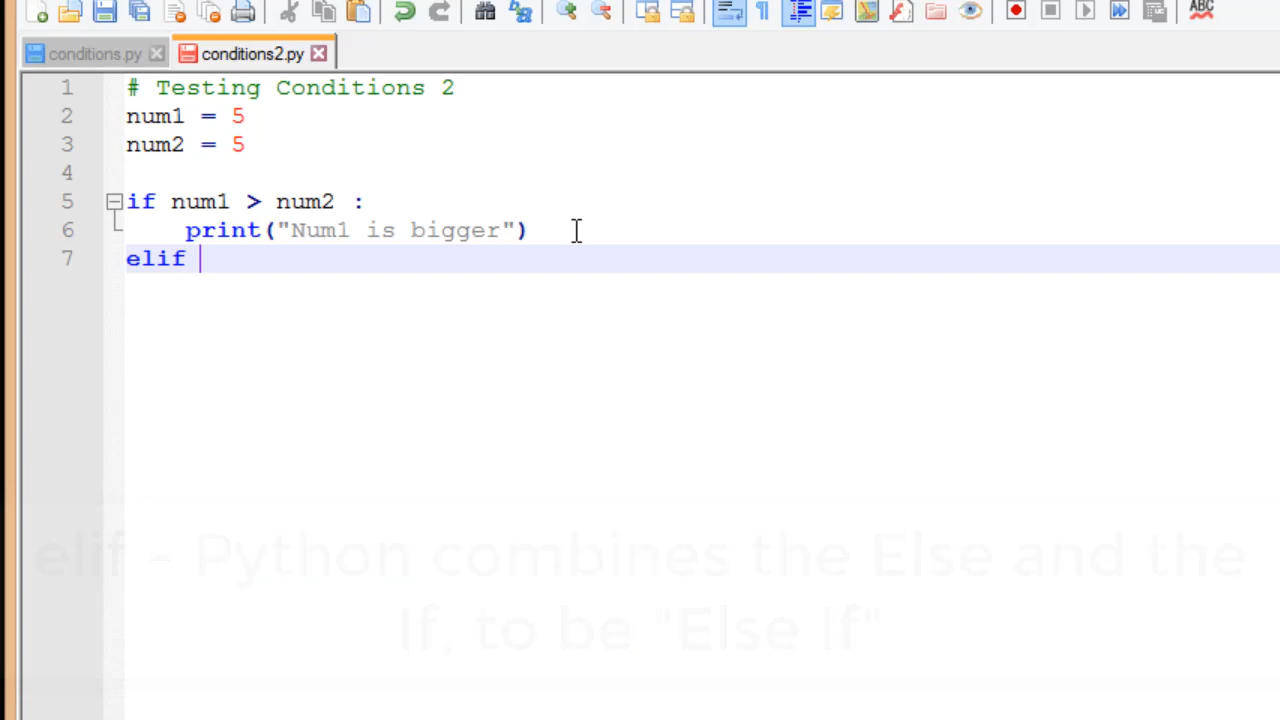 ABC
conditions.py conditions2.py
1 # Testing Conditions 2
2 num1 = 5
3 num2 = 5
4
5 if num1 > num2 :
6 print("Num1 is bigger")
7 elif
elif - Python combines the Else and the
If, to be "Else If"